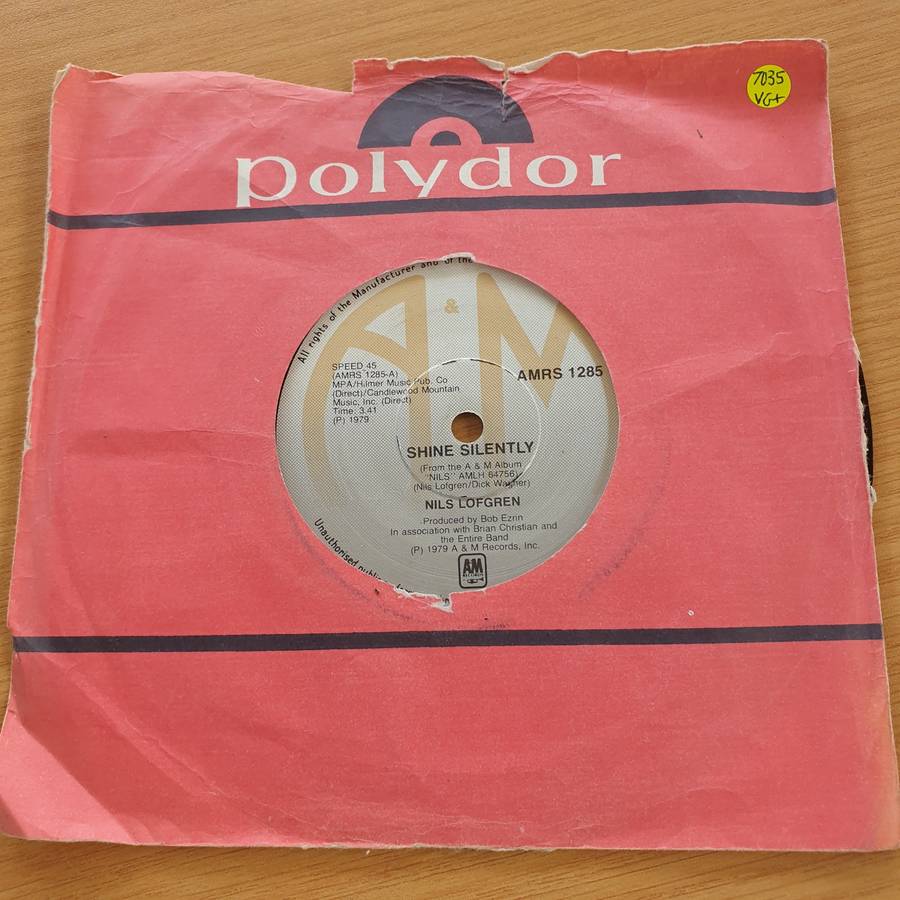 7035
VG+
polydor
All rights of the Manufacturer and of the
A & M
SPEED 45
(AMRS 1285-A)
MPA/Hilmer Music Pub. Co
(Direct)/Candlewood Mountain
Music, Inc. (Direct)
Time: 3.41
(P) 1979
AMRS 1285
SHINE SILENTLY
(From the A & M Album
"NILS" AMLH 64756)
(Nils Lofgren/Dick Wagner)
NILS LOFGREN
Produced by Bob Ezrin
In association with Brian Christian and
the Entire Band
(P) 1979 A & M Records, Inc.
AM
RECORDS
Unauthorised